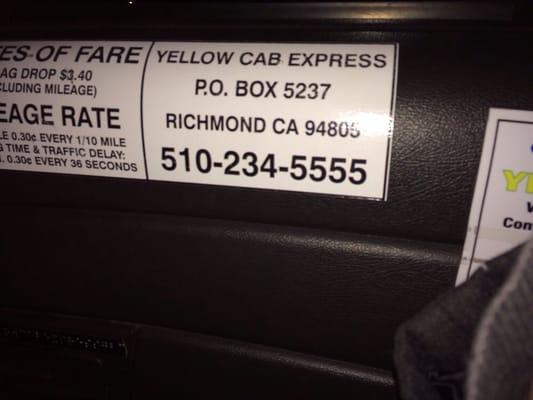 ES OF FARE
AG DROP $3.40
CLUDING MILEAGE)
EAGE RATE
LE 0.30¢ EVERY 1/10 MILE
G TIME & TRAFFIC DELAY:
0.30¢ EVERY 36 SECONDS
YELLOW CAB EXPRESS
P.O. BOX 5237
RICHMOND CA 94805
510-234-5555
Con